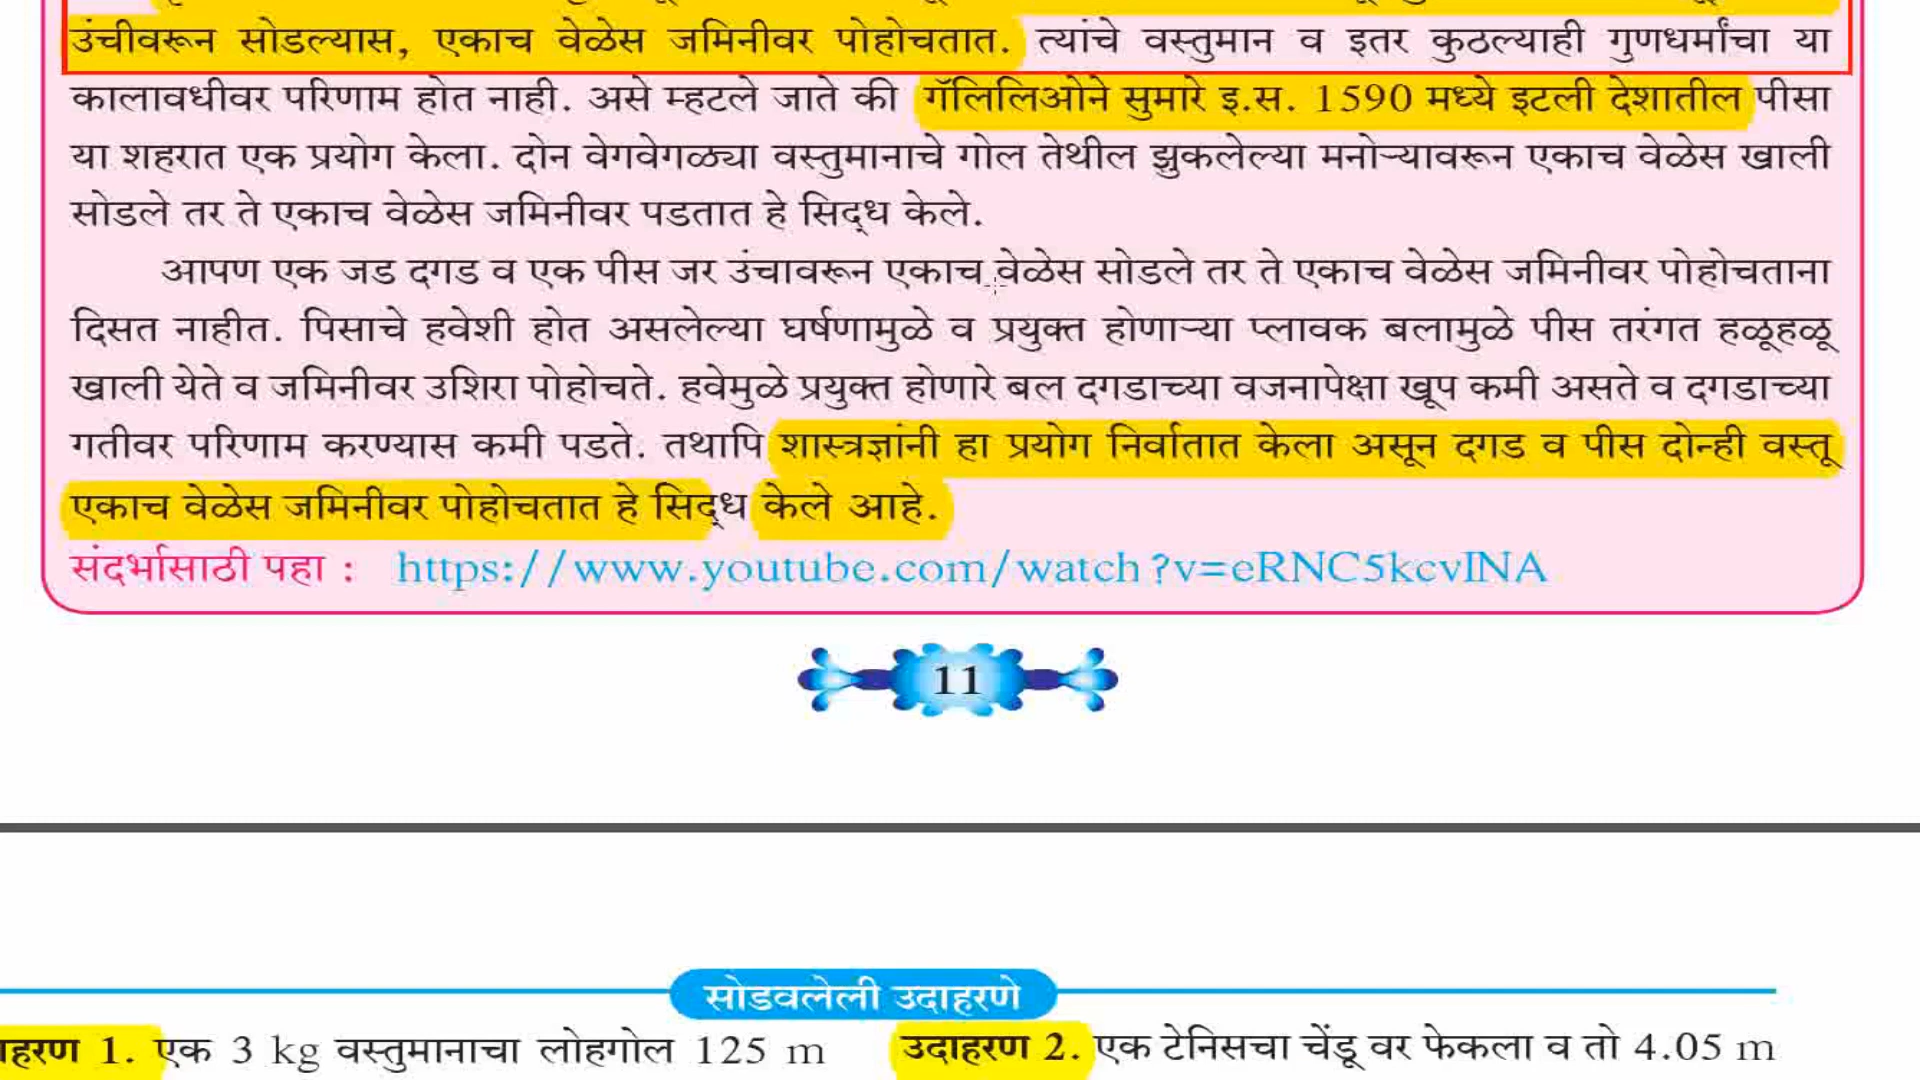 उंचीवरून सोडल्यास, एकाच वेळेस जमिनीवर पोहोचतात. त्यांचे वस्तुमान व इतर कुठल्याही गुणधर्मांचा या
कालावधीवर परिणाम होत नाही. असे म्हटले जाते की गॅलिलिओने सुमारे इ.स. 1590 मध्ये इटली देशातील पीसा
या शहरात एक प्रयोग केला. दोन वेगवेगळ्या वस्तुमानाचे गोल तेथील झुकलेल्या मनोऱ्यावरून एकाच वेळेस खाली
सोडले तर ते एकाच वेळेस जमिनीवर पडतात हे सिद्ध केले.
आपण एक जड दगड व एक पीस जर उंचावरून एकाच वेळेस सोडले तर ते एकाच वेळेस जमिनीवर पोहोचताना
दिसत नाहीत. पिसाचे हवेशी होत असलेल्या घर्षणामुळे व प्रयुक्त होणाऱ्या प्लावक बलामुळे पीस तरंगत हळूहळू
खाली येते व जमिनीवर उशिरा पोहोचते. हवेमुळे प्रयुक्त होणारे बल दगडाच्या वजनापेक्षा खूप कमी असते व दगडाच्या
गतीवर परिणाम करण्यास कमी पडते. तथापि शास्त्रज्ञांनी हा प्रयोग निर्वातात केला असून दगड व पीस दोन्ही वस्तू
एकाच वेळेस जमिनीवर पोहोचतात हे सिद्ध केले आहे.
संदर्भासाठी पहा : https://www.youtube.com/watch?v=eRNC5kcvINA
11
सोडवलेली उदाहरणे
हरण 1. एक 3 kg वस्तुमानाचा लोहगोल 125 m
उदाहरण 2. एक टेनिसचा चेंडू वर फेकला व तो 4.05 m